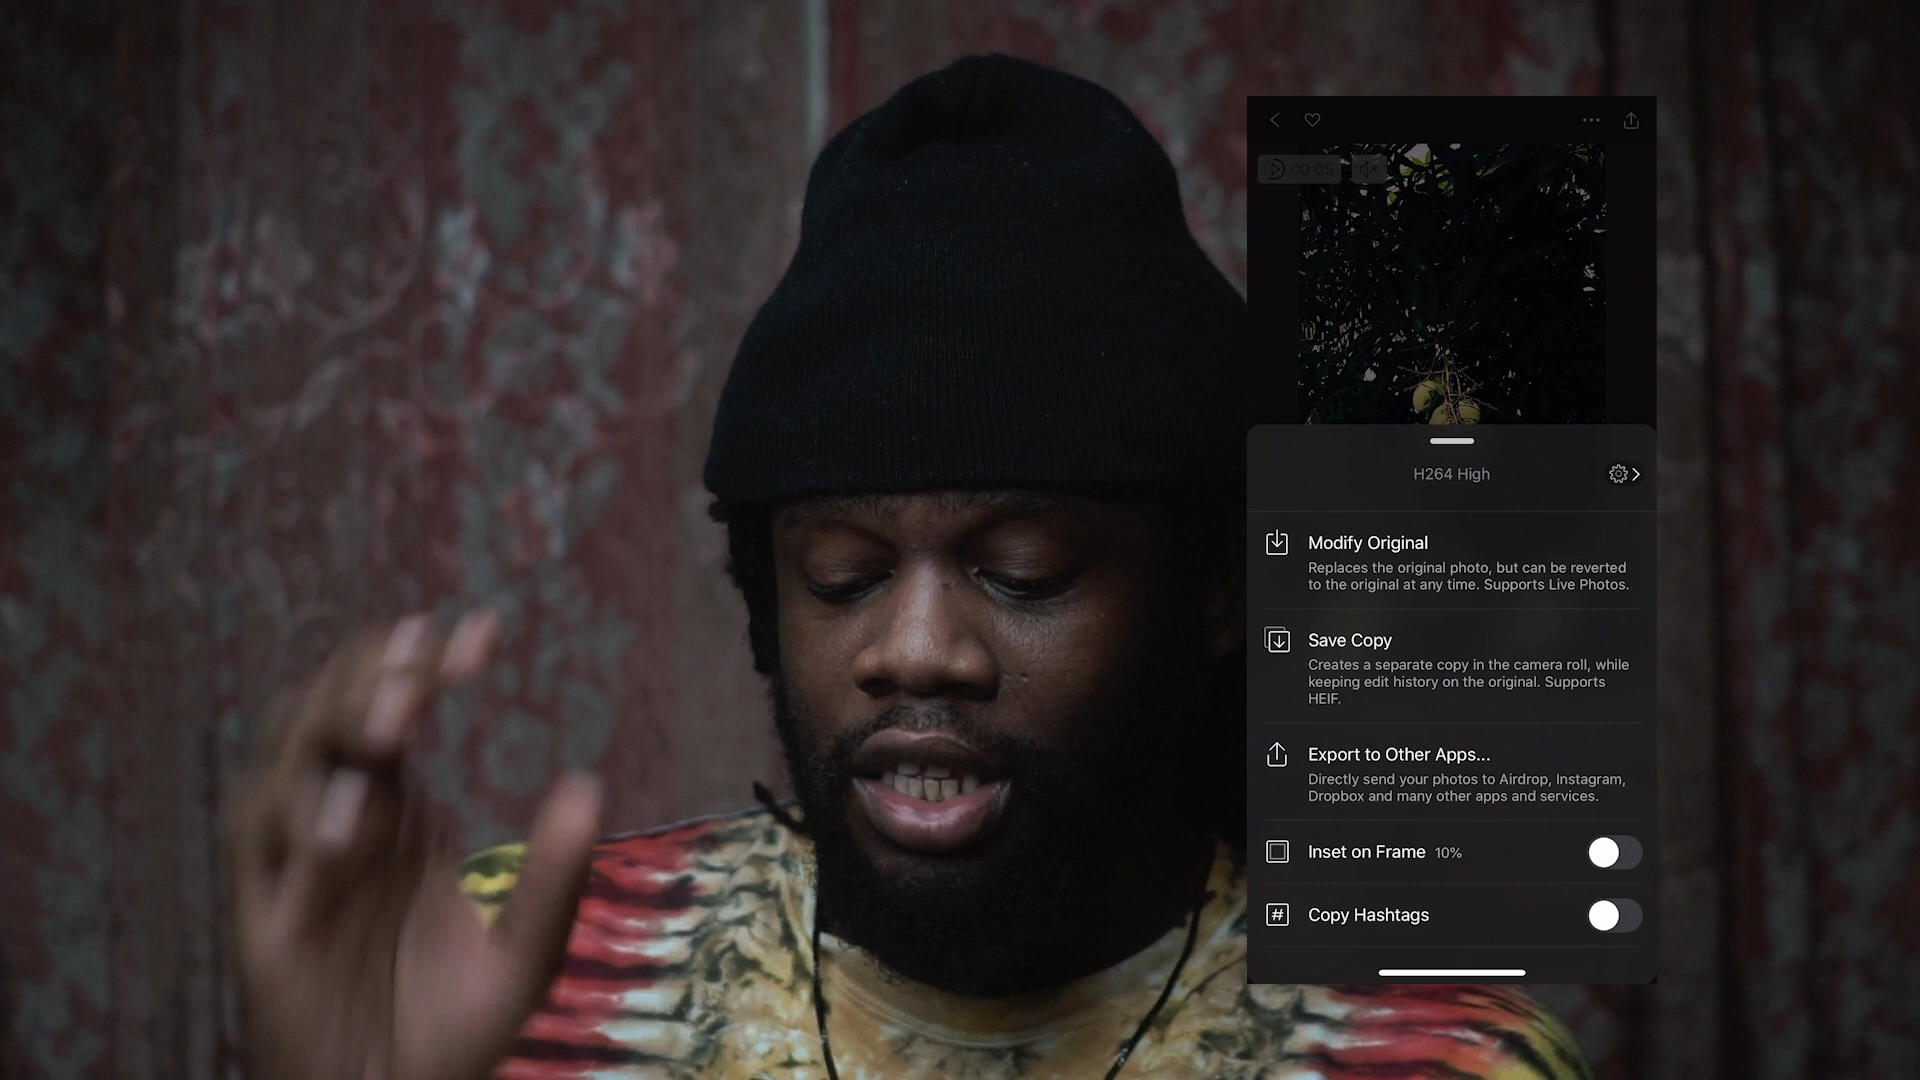 00:05
H264 High
Modify Original
Replaces the original photo, but can be reverted
to the original at any time. Supports Live Photos.
Save Copy
Creates a separate copy in the camera roll, while
keeping edit history on the original. Supports
HEIF.
Export to Other Apps...
Directly send your photos to Airdrop, Instagram,
Dropbox and many other apps and services.
Inset on Frame 10%
# Copy Hashtags